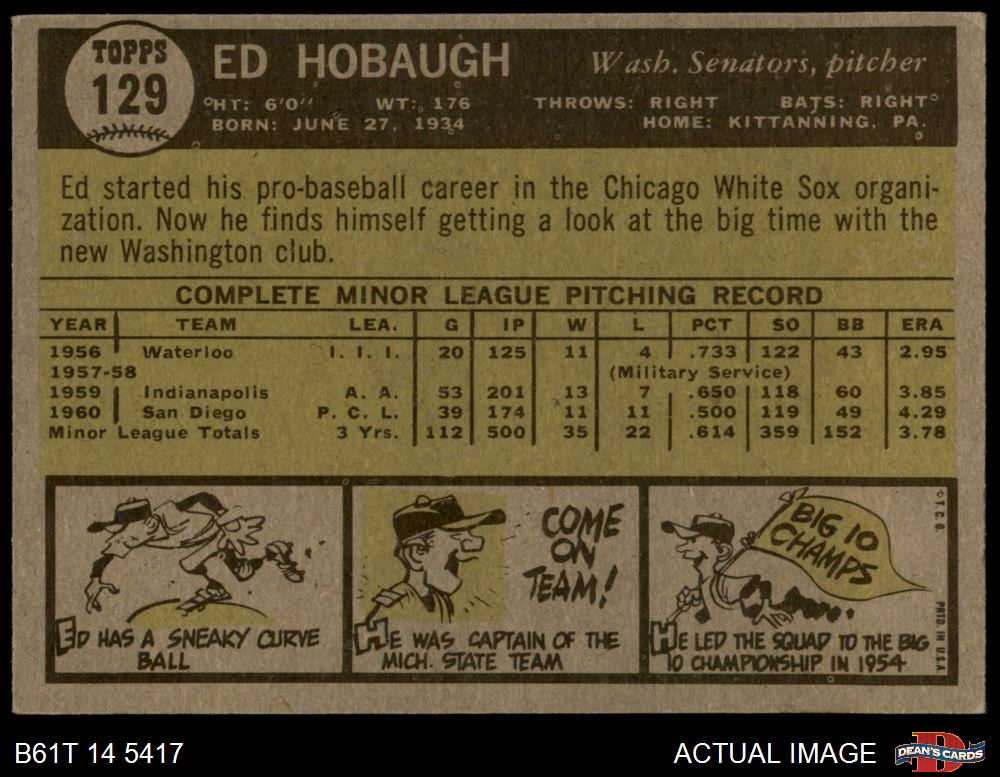 TOPPS
129
ED HOBAUGH
Wash. Senators, pitcher
HT: 6'0" WT: 176 THROWS: RIGHT BATS: RIGHT
BORN: JUNE 27, 1934 HOME: KITTANNING, PA.
Ed started his pro-baseball career in the Chicago White Sox organi-
zation. Now he finds himself getting a look at the big time with the
new Washington club.
COMPLETE MINOR LEAGUE PITCHING RECORD
YEAR TEAM LEA. G IP W L PCT SO BB ERA
1956 Waterloo I. I. I. 20 125 11 4 .733 122 43 2.95
1957-58 (Military Service)
1959 Indianapolis A. A. 53 201 13 7 .650 118 60 3.85
1960 San Diego P. C. L. 39 174 11 11 .500 119 49 4.29
Minor League Totals 3 Yrs. 112 500 35 22 .614 359 152 3.78
ED HAS A SNEAKY CURVE
BALL
COME
ON
TEAM!
HE WAS CAPTAIN OF THE
MICH. STATE TEAM
BIG 10
CHAMPS
HE LED THE SQUAD TO THE BIG
10 CHAMPIONSHIP IN 1954
© T. C. G.
PRTD. IN U.S.A.
B61T 14 5417
ACTUAL IMAGE
D
DEAN'S CARDS